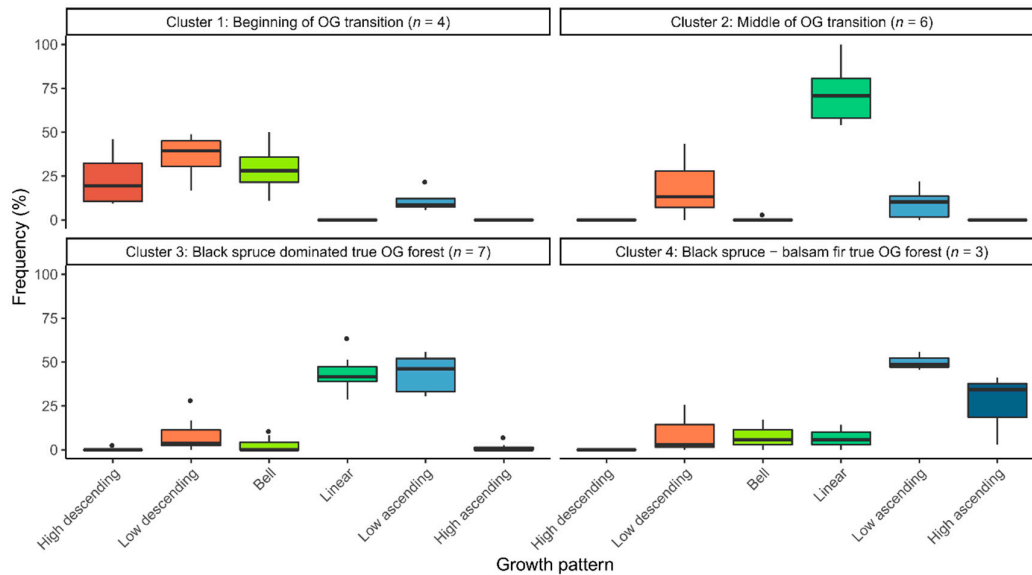 Cluster 1: Beginning of OG transition (n = 4)
Cluster 2: Middle of OG transition (n = 6)
100
75
50
25
0
Cluster 3: Black spruce dominated true OG forest (n = 7)
Cluster 4: Black spruce − balsam fir true OG forest (n = 3)
100
75
50
25
0
Frequency (%)
High descending
Low descending
Bell
Linear
Low ascending
High ascending
High descending
Low descending
Bell
Linear
Low ascending
High ascending
Growth pattern